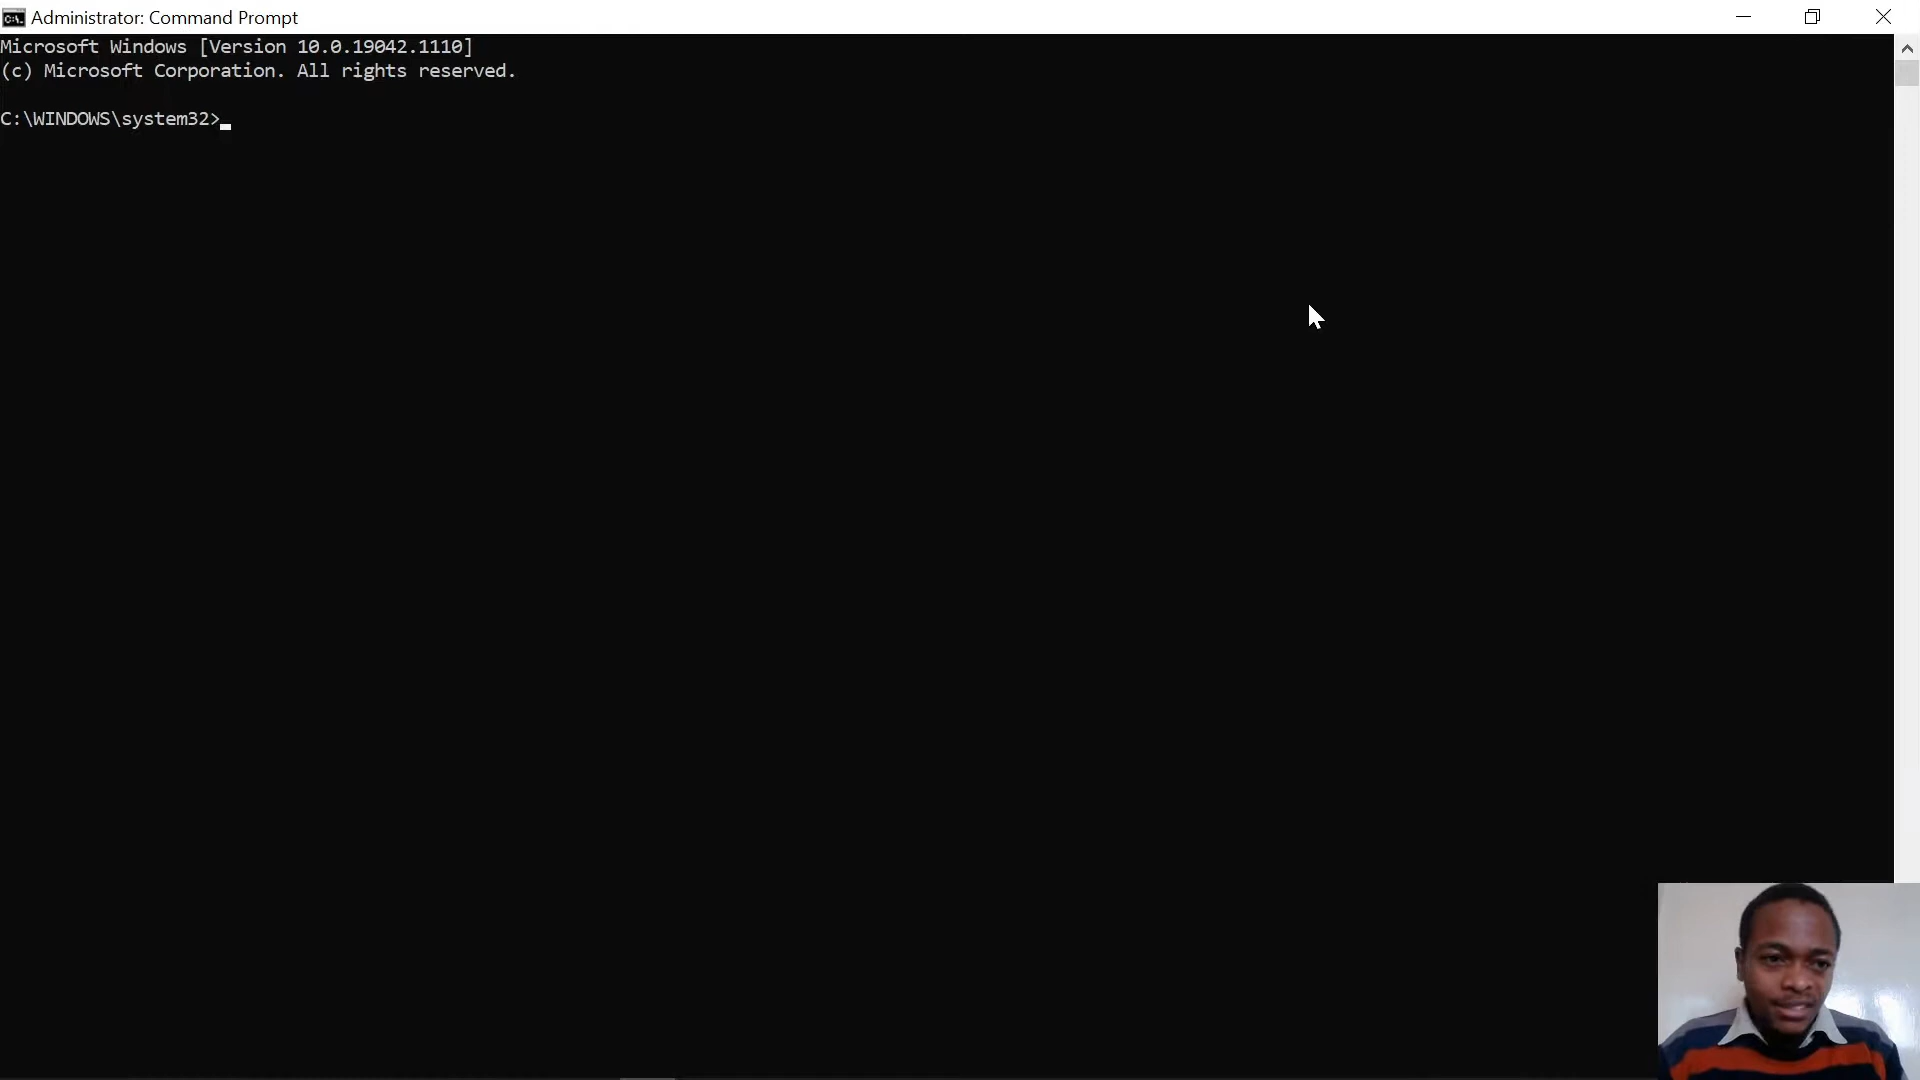 Administrator: Command Prompt
Microsoft Windows [Version 10.0.19042.1110]
(c) Microsoft Corporation. All rights reserved.
C:\WINDOWS\system32>